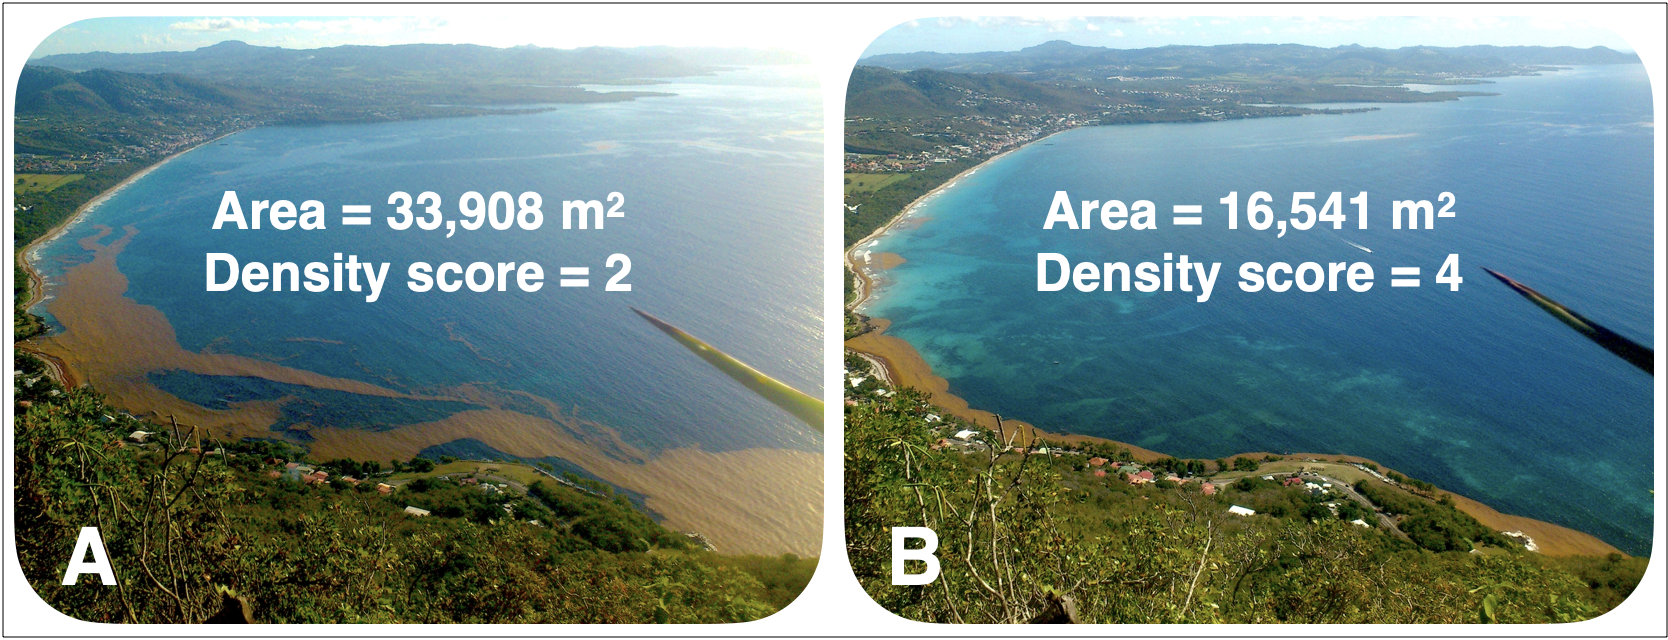 Area = 33,908 m²
Density score = 2
A
Area = 16,541 m²
Density score = 4
B